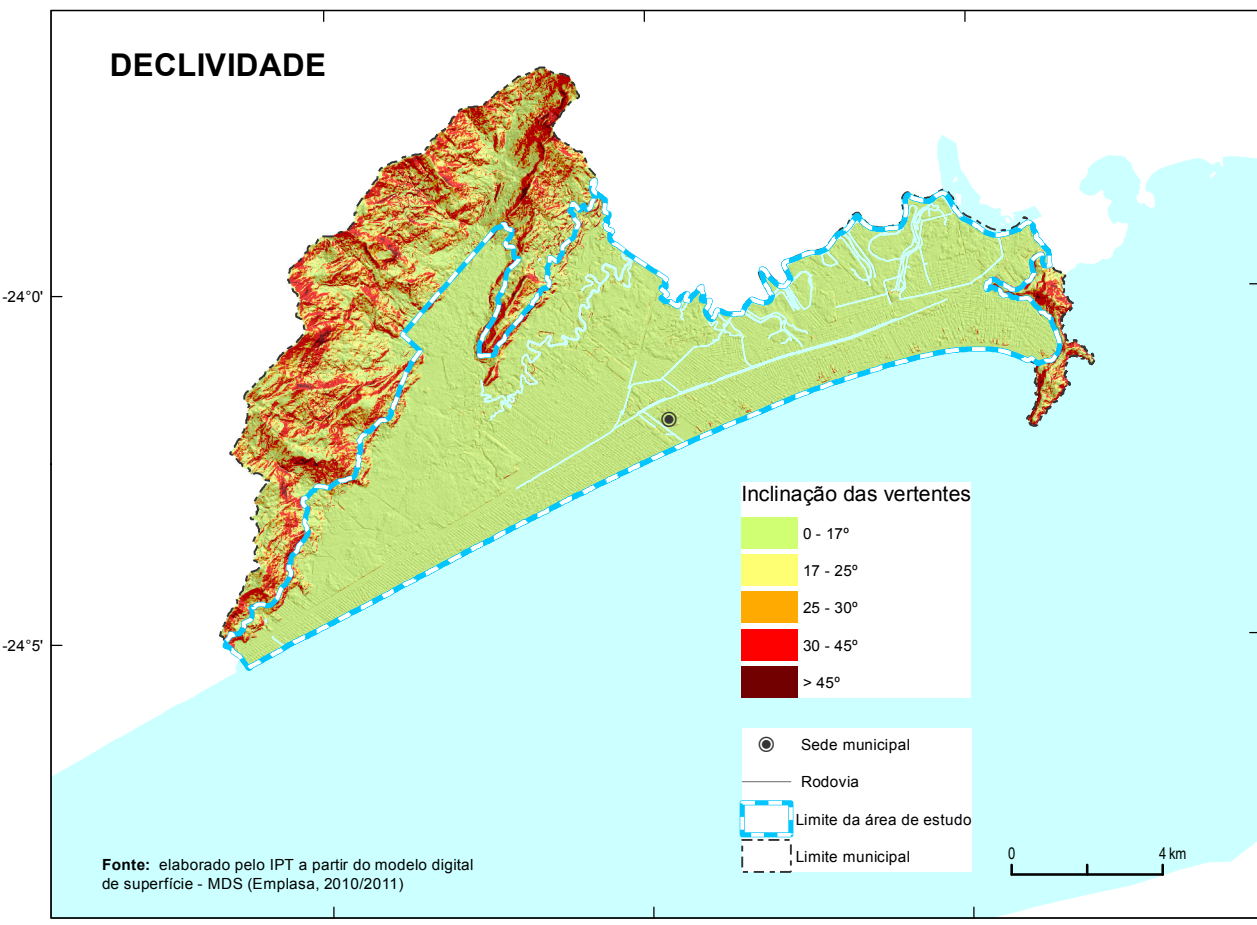 DECLIVIDADE
-24°0'
-24°5'
Inclinação das vertentes
0 - 17º
17 - 25º
25 - 30º
30 - 45º
> 45º
Sede municipal
Rodovia
Limite da área de estudo
Limite municipal
0 4 km
Fonte: elaborado pelo IPT a partir do modelo digital
de superfície - MDS (Emplasa, 2010/2011)